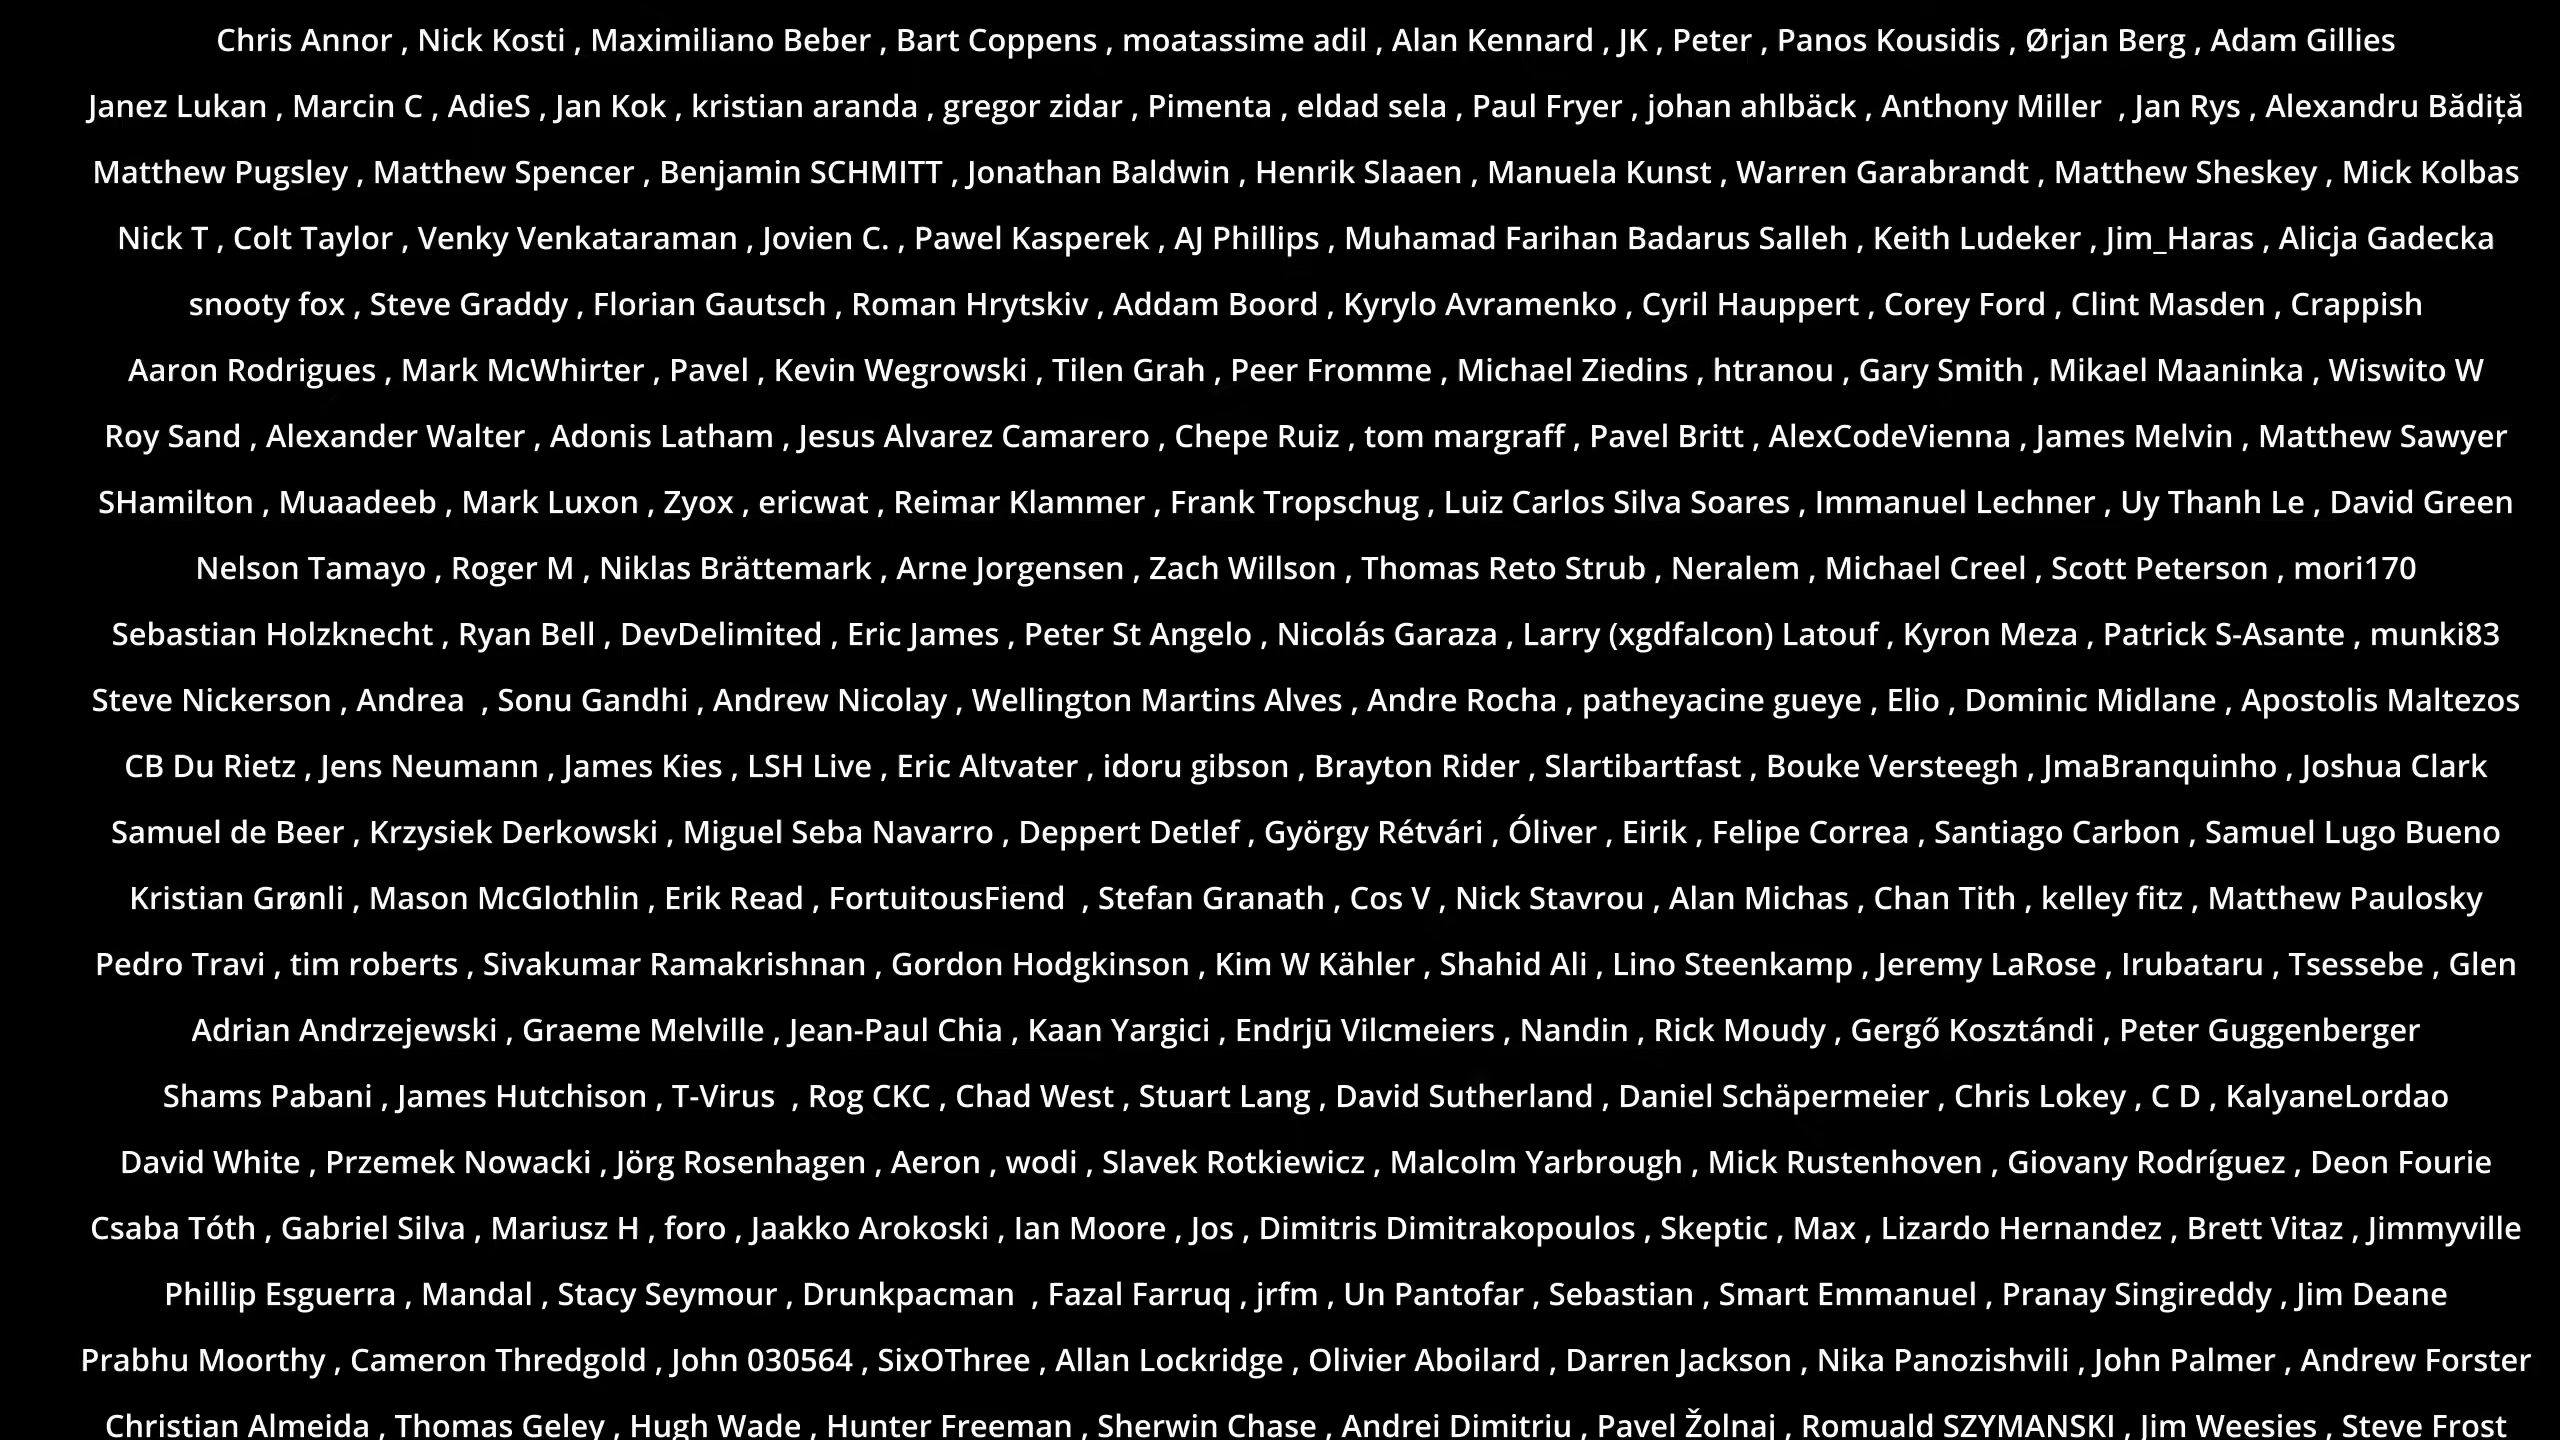 Chris Annor , Nick Kosti , Maximiliano Beber , Bart Coppens , moatassime adil , Alan Kennard , JK , Peter , Panos Kousidis , Ørjan Berg , Adam Gillies
Janez Lukan , Marcin C , AdieS , Jan Kok , kristian aranda , gregor zidar , Pimenta , eldad sela , Paul Fryer , johan ahlbäck , Anthony Miller  , Jan Rys , Alexandru Bădiță
Matthew Pugsley , Matthew Spencer , Benjamin SCHMITT , Jonathan Baldwin , Henrik Slaaen , Manuela Kunst , Warren Garabrandt , Matthew Sheskey , Mick Kolbas
Nick T , Colt Taylor , Venky Venkataraman , Jovien C. , Pawel Kasperek , AJ Phillips , Muhamad Farihan Badarus Salleh , Keith Ludeker , Jim_Haras , Alicja Gadecka
snooty fox , Steve Graddy , Florian Gautsch , Roman Hrytskiv , Addam Boord , Kyrylo Avramenko , Cyril Hauppert , Corey Ford , Clint Masden , Crappish
Aaron Rodrigues , Mark McWhirter , Pavel , Kevin Wegrowski , Tilen Grah , Peer Fromme , Michael Ziedins , htranou , Gary Smith , Mikael Maaninka , Wiswito W
Roy Sand , Alexander Walter , Adonis Latham , Jesus Alvarez Camarero , Chepe Ruiz , tom margraff , Pavel Britt , AlexCodeVienna , James Melvin , Matthew Sawyer
SHamilton , Muaadeeb , Mark Luxon , Zyox , ericwat , Reimar Klammer , Frank Tropschug , Luiz Carlos Silva Soares , Immanuel Lechner , Uy Thanh Le , David Green
Nelson Tamayo , Roger M , Niklas Brättemark , Arne Jorgensen , Zach Willson , Thomas Reto Strub , Neralem , Michael Creel , Scott Peterson , mori170
Sebastian Holzknecht , Ryan Bell , DevDelimited , Eric James , Peter St Angelo , Nicolás Garaza , Larry (xgdfalcon) Latouf , Kyron Meza , Patrick S-Asante , munki83
Steve Nickerson , Andrea  , Sonu Gandhi , Andrew Nicolay , Wellington Martins Alves , Andre Rocha , patheyacine gueye , Elio , Dominic Midlane , Apostolis Maltezos
CB Du Rietz , Jens Neumann , James Kies , LSH Live , Eric Altvater , idoru gibson , Brayton Rider , Slartibartfast , Bouke Versteegh , JmaBranquinho , Joshua Clark
Samuel de Beer , Krzysiek Derkowski , Miguel Seba Navarro , Deppert Detlef , György Rétvári , Óliver , Eirik , Felipe Correa , Santiago Carbon , Samuel Lugo Bueno
Kristian Grønli , Mason McGlothlin , Erik Read , FortuitousFiend  , Stefan Granath , Cos V , Nick Stavrou , Alan Michas , Chan Tith , kelley fitz , Matthew Paulosky
Pedro Travi , tim roberts , Sivakumar Ramakrishnan , Gordon Hodgkinson , Kim W Kähler , Shahid Ali , Lino Steenkamp , Jeremy LaRose , Irubataru , Tsessebe , Glen
Adrian Andrzejewski , Graeme Melville , Jean-Paul Chia , Kaan Yargici , Endrjū Vilcmeiers , Nandin , Rick Moudy , Gergő Kosztándi , Peter Guggenberger
Shams Pabani , James Hutchison , T-Virus  , Rog CKC , Chad West , Stuart Lang , David Sutherland , Daniel Schäpermeier , Chris Lokey , C D , KalyaneLordao
David White , Przemek Nowacki , Jörg Rosenhagen , Aeron , wodi , Slavek Rotkiewicz , Malcolm Yarbrough , Mick Rustenhoven , Giovany Rodríguez , Deon Fourie
Csaba Tóth , Gabriel Silva , Mariusz H , foro , Jaakko Arokoski , Ian Moore , Jos , Dimitris Dimitrakopoulos , Skeptic , Max , Lizardo Hernandez , Brett Vitaz , Jimmyville
Phillip Esguerra , Mandal , Stacy Seymour , Drunkpacman  , Fazal Farruq , jrfm , Un Pantofar , Sebastian , Smart Emmanuel , Pranay Singireddy , Jim Deane
Prabhu Moorthy , Cameron Thredgold , John 030564 , SixOThree , Allan Lockridge , Olivier Aboilard , Darren Jackson , Nika Panozishvili , John Palmer , Andrew Forster
Christian Almeida , Thomas Geley , Hugh Wade , Hunter Freeman , Sherwin Chase , Andrei Dimitriu , Pavel Žolnaj , Romuald SZYMANSKI , Jim Weesies , Steve Frost